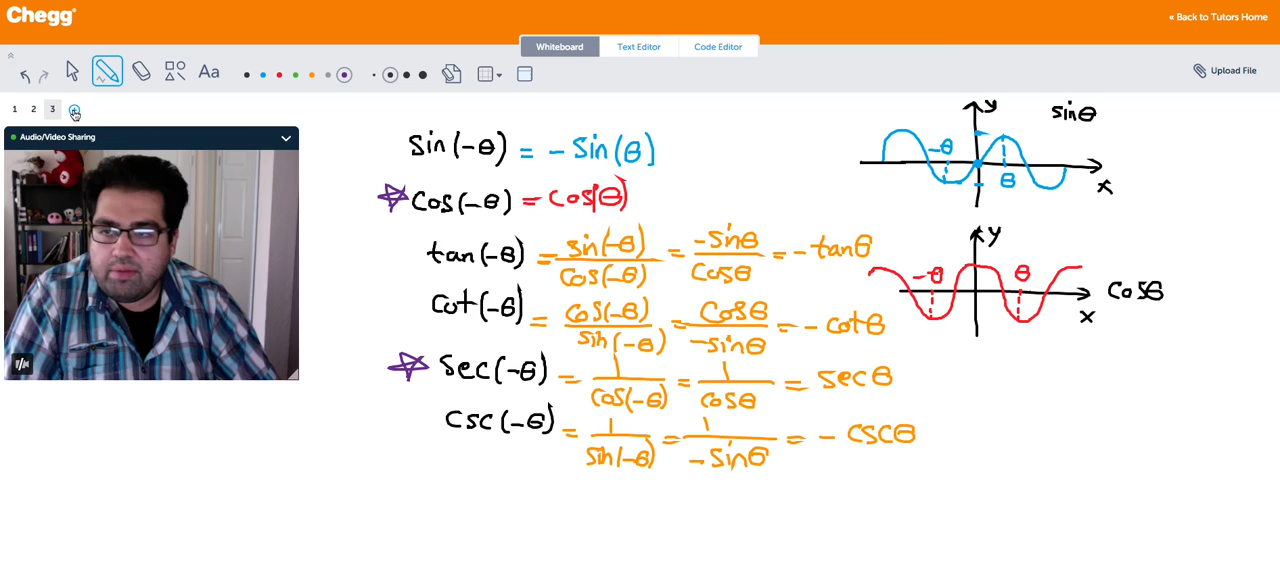 Chegg®
« Back to Tutors Home
Whiteboard Text Editor Code Editor
Aa
Upload File
1 2 3
Audio/Video Sharing
sin(-θ) = - sin(θ)
cos(-θ) = cos(θ)
tan(-θ) = sin(-θ)/cos(-θ) = -sinθ/cosθ = - tanθ
cot(-θ) = cos(-θ)/sin(-θ) = cosθ/-sinθ = - cotθ
sec(-θ) = 1/cos(-θ) = 1/cosθ = secθ
csc(-θ) = 1/sin(-θ) = 1/-sinθ = - cscθ
y sinθ
-θ θ
x
y
-θ θ
cosθ
x